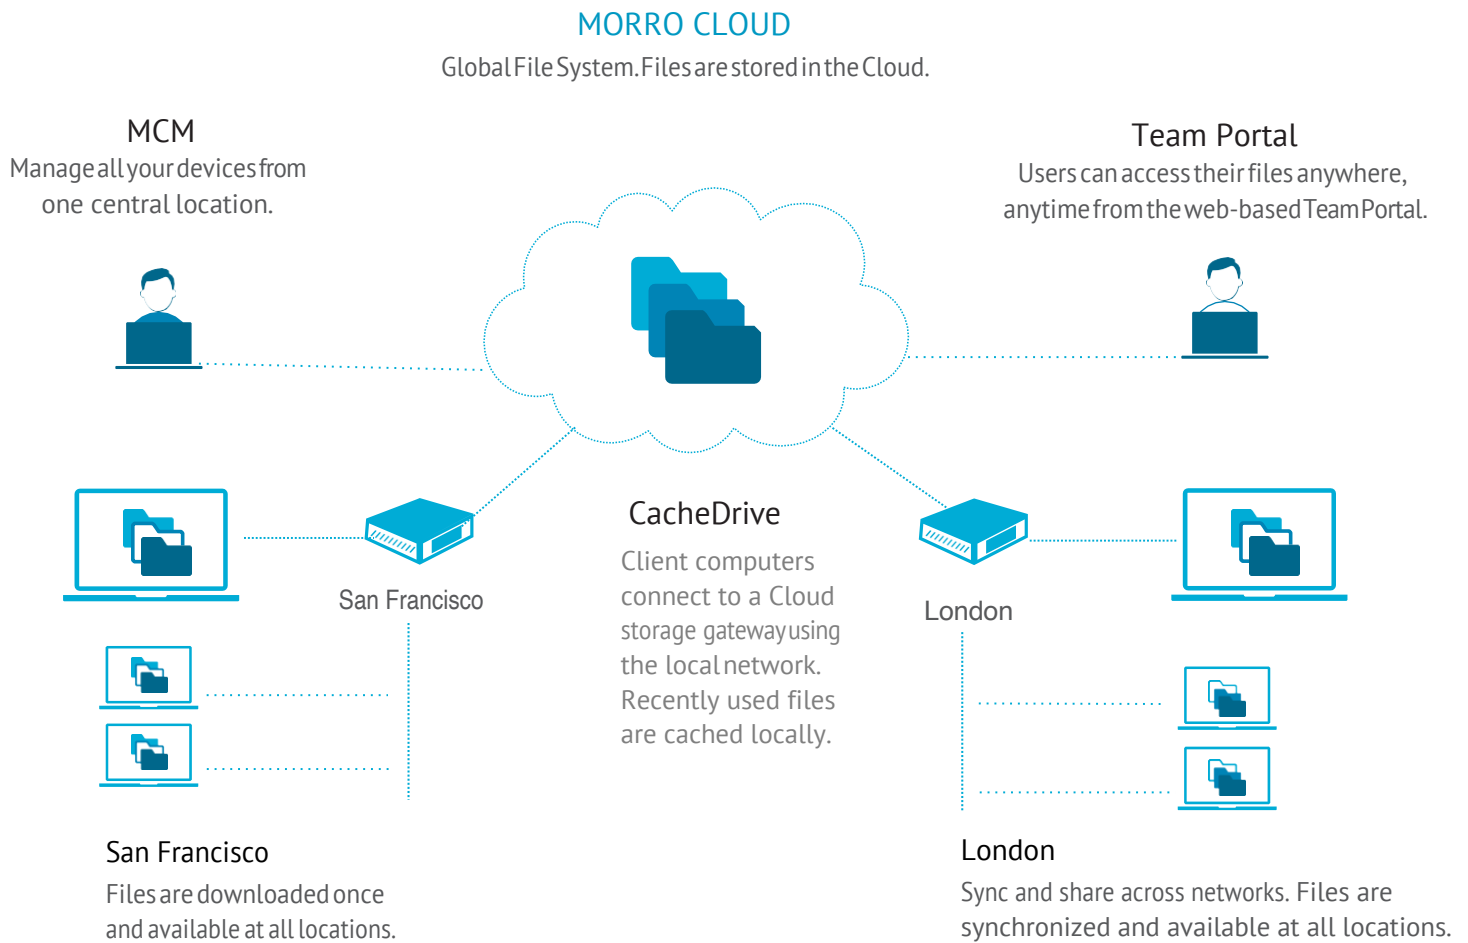 MORRO CLOUD
Global File System. Files are stored in the Cloud.
MCM
Manage all your devices from
one central location.
Team Portal
Users can access their files anywhere,
anytime from the web-based Team Portal.
CacheDrive
Client computers
connect to a Cloud
storage gateway using
the local network.
Recently used files
are cached locally.
San Francisco
London
San Francisco
Files are downloaded once
and available at all locations.
London
Sync and share across networks. Files are
synchronized and available at all locations.